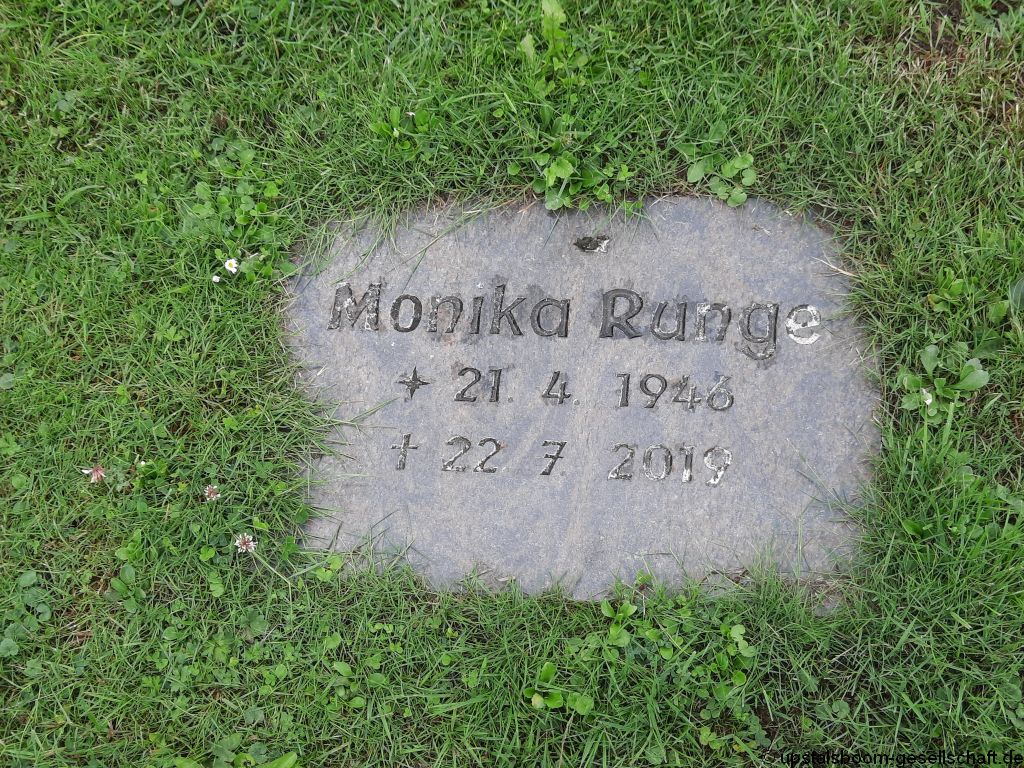 Monika Runge
✦ 21. 4. 1946
† 22. 7. 2019
upstalsboom-gesellschaft.de